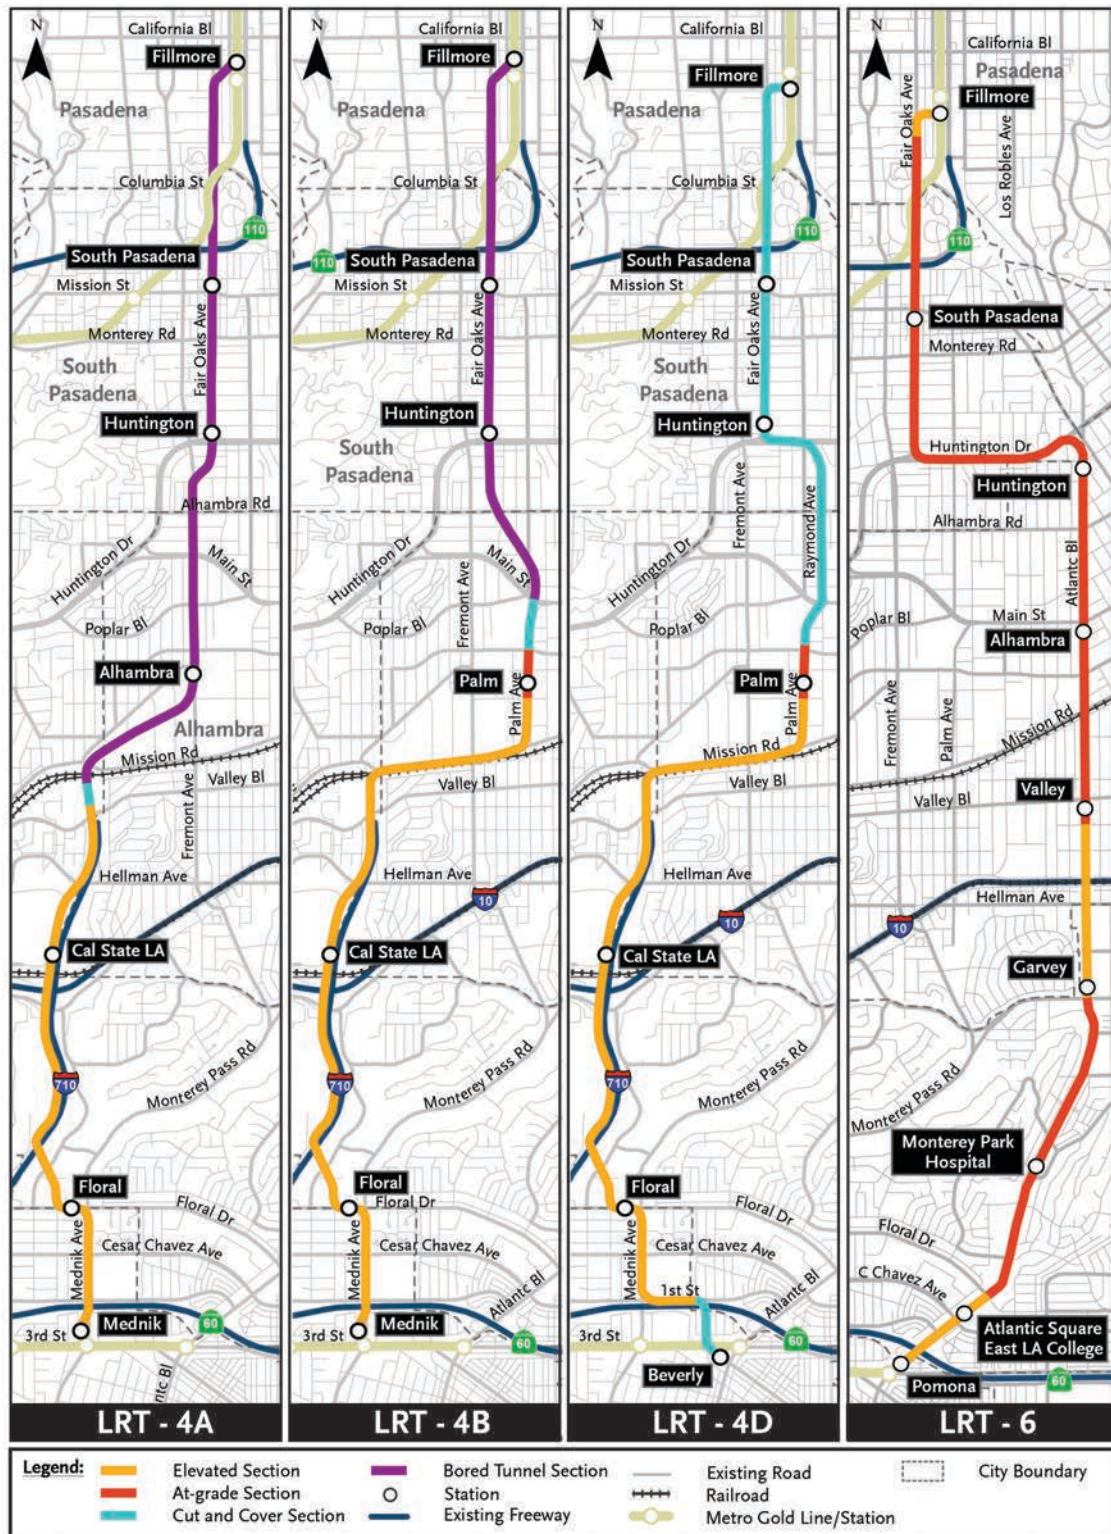 N
California Bl
Fillmore
Pasadena
Columbia St
110
South Pasadena
Mission St
Monterey Rd
Fair Oaks Ave
South
Pasadena
Huntington
Alhambra Rd
Huntington Dr
Main St
Poplar Bl
Alhambra
Alhambra
Mission Rd
Valley Bl
Fremont Ave
Hellman Ave
Cal State LA
710
Monterey Pass Rd
Floral
Floral Dr
Mednik Ave
Cesar Chavez Ave
Mednik
3rd St
60
ntc Bl
LRT - 4A
N
California Bl
Fillmore
Pasadena
Columbia St
110
South Pasadena
Mission St
Monterey Rd
Fair Oaks Ave
Huntington
South
Pasadena
Huntington Dr
Main St
Fremont Ave
Poplar Bl
Palm
Palm Ave
Mission Rd
Valley Bl
Hellman Ave
10
Cal State LA
710
Monterey Pass Rd
Floral
Floral Dr
Mednik Ave
Cesar Chavez Ave
Atlantc Bl
Mednik
3rd St
60
LRT - 4B
N
California Bl
Fillmore
Pasadena
Columbia St
110
South Pasadena
Mission St
Monterey Rd
Fair Oaks Ave
South
Pasadena
Huntington
Fremont Ave
Raymond Ave
Huntington Dr
Poplar Bl
Palm
Palm Ave
Mission Rd
Valley Bl
Hellman Ave
10
Cal State LA
710
Monterey Pass Rd
Floral
Floral Dr
Mednik Ave
Cesar Chavez Ave
1st St
Atlantc Bl
3rd St
60
Beverly
LRT - 4D
N
California Bl
Pasadena
Fillmore
Fair Oaks Ave
Los Robles Ave
110
South Pasadena
Monterey Rd
Huntington Dr
Huntington
Alhambra Rd
Atlantc Bl
Poplar Bl
Main St
Alhambra
Fremont Ave
Palm Ave
Mission Rd
Valley Bl
Valley
Hellman Ave
10
Garvey
Monterey Pass Rd
Monterey Park
Hospital
Floral Dr
C Chavez Ave
Atlantic Square
East LA College
Pomona
60
LRT - 6
Legend:
Elevated Section
Bored Tunnel Section
Existing Road
City Boundary
At-grade Section
Station
Railroad
Cut and Cover Section
Existing Freeway
Metro Gold Line/Station